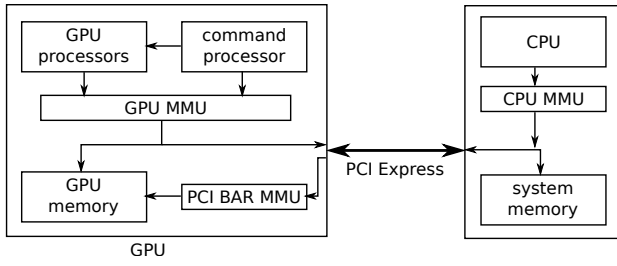 GPU
processors
command
processor
GPU MMU
GPU
memory
PCI BAR MMU
GPU
PCI Express
CPU
CPU MMU
system
memory